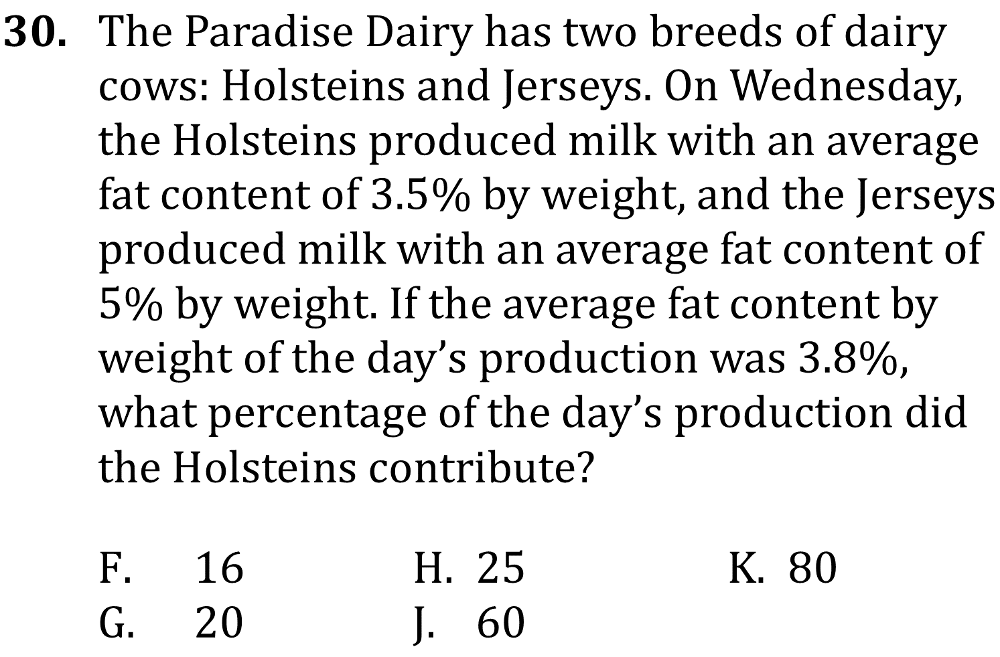 30. The Paradise Dairy has two breeds of dairy
cows: Holsteins and Jerseys. On Wednesday,
the Holsteins produced milk with an average
fat content of 3.5% by weight, and the Jerseys
produced milk with an average fat content of
5% by weight. If the average fat content by
weight of the day’s production was 3.8%,
what percentage of the day’s production did
the Holsteins contribute?
F. 16 H. 25 K. 80
G. 20 J. 60